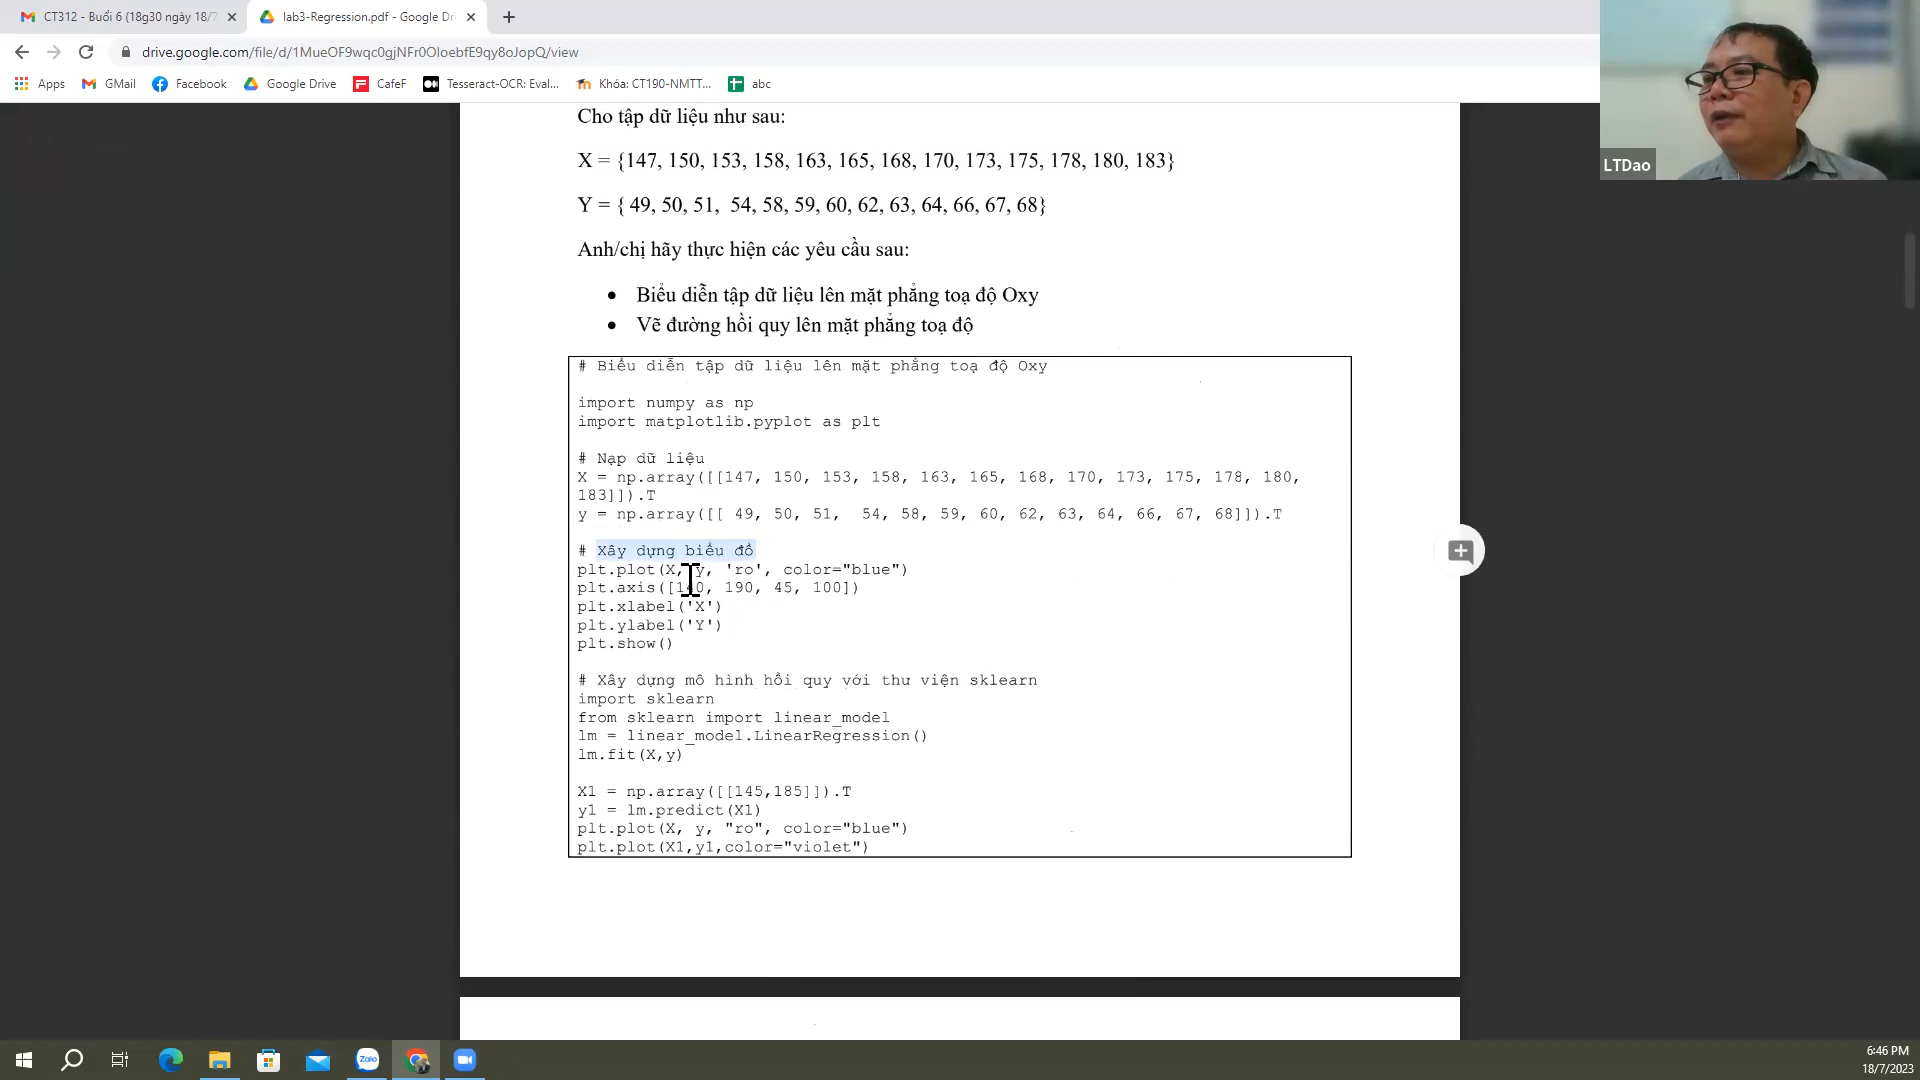 CT312 - Buổi 6 (18g30 ngày 18/7
lab3-Regression.pdf - Google Dri
drive.google.com/file/d/1MueOF9wqc0gjNFr0OIoebfE9qy8oJopQ/view
Apps
GMail
Facebook
Google Drive
CafeF
Tesseract-OCR: Eval...
Khóa: CT190-NMTT...
abc
LTDao
Cho tập dữ liệu như sau:
X = {147, 150, 153, 158, 163, 165, 168, 170, 173, 175, 178, 180, 183}
Y = { 49, 50, 51,  54, 58, 59, 60, 62, 63, 64, 66, 67, 68}
Anh/chị hãy thực hiện các yêu cầu sau:
• Biểu diễn tập dữ liệu lên mặt phẳng toạ độ Oxy
• Vẽ đường hồi quy lên mặt phẳng toạ độ
# Biểu diễn tập dữ liệu lên mặt phẳng toạ độ Oxy
import numpy as np
import matplotlib.pyplot as plt
# Nạp dữ liệu
X = np.array([[147, 150, 153, 158, 163, 165, 168, 170, 173, 175, 178, 180,
183]]).T
y = np.array([[ 49, 50, 51,  54, 58, 59, 60, 62, 63, 64, 66, 67, 68]]).T
# Xây dựng biểu đồ
plt.plot(X, y, 'ro', color="blue")
plt.axis([140, 190, 45, 100])
plt.xlabel('X')
plt.ylabel('Y')
plt.show()
# Xây dựng mô hình hồi quy với thư viện sklearn
import sklearn
from sklearn import linear_model
lm = linear_model.LinearRegression()
lm.fit(X,y)
X1 = np.array([[145,185]]).T
y1 = lm.predict(X1)
plt.plot(X, y, "ro", color="blue")
plt.plot(X1,y1,color="violet")
Zalo
6:46 PM
18/7/2023